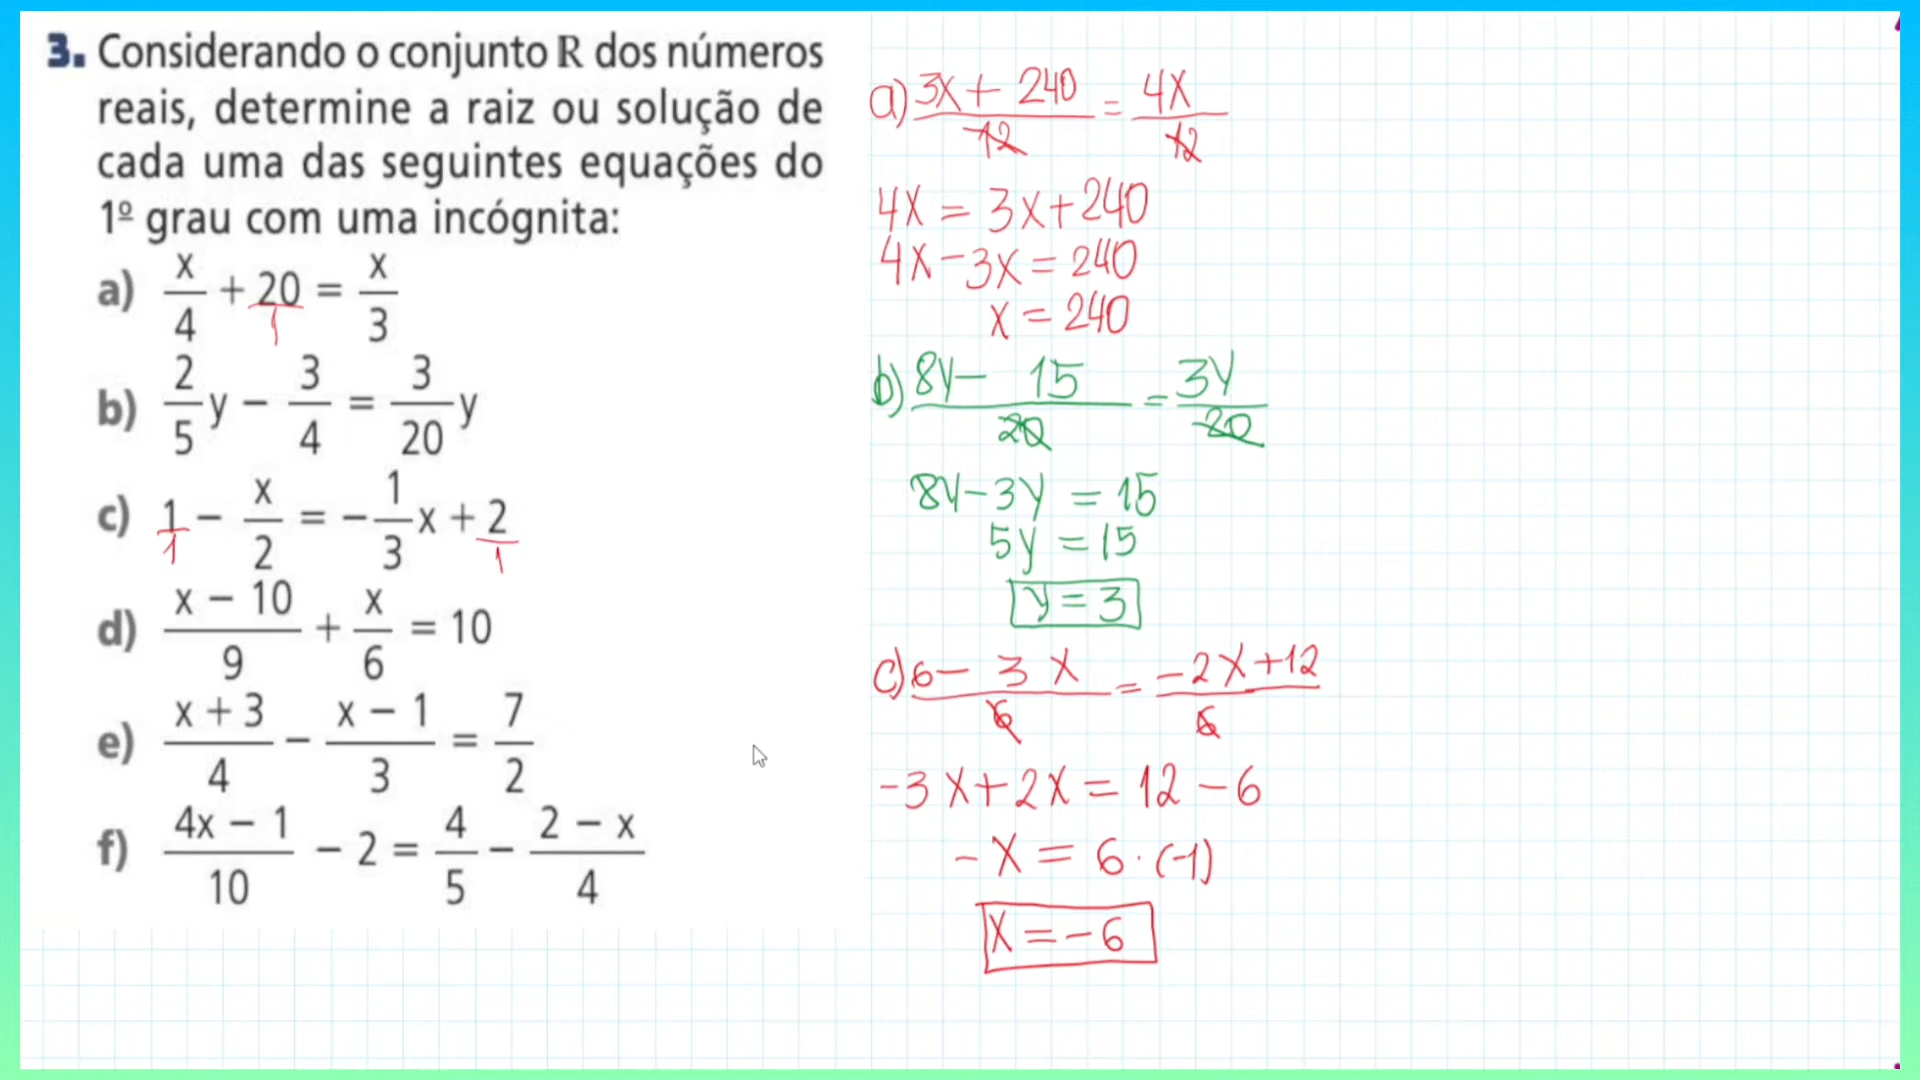 3. Considerando o conjunto ℝ dos números
reais, determine a raiz ou solução de
cada uma das seguintes equações do
1º grau com uma incógnita:
a) x/4 + 20/1 = x/3
b) 2/5 y − 3/4 = 3/20 y
c) 1/1 − x/2 = −1/3 x + 2/1
d) (x − 10)/9 + x/6 = 10
e) (x + 3)/4 − (x − 1)/3 = 7/2
f) (4x − 1)/10 − 2 = 4/5 − (2 − x)/4
a) (3x + 240)/12 = 4x/12
4x = 3x + 240
4x − 3x = 240
x = 240
b) (8y − 15)/20 = 3y/20
8y − 3y = 15
5y = 15
y = 3
c) (6 − 3x)/6 = (−2x + 12)/6
−3x + 2x = 12 − 6
−x = 6 · (−1)
x = −6